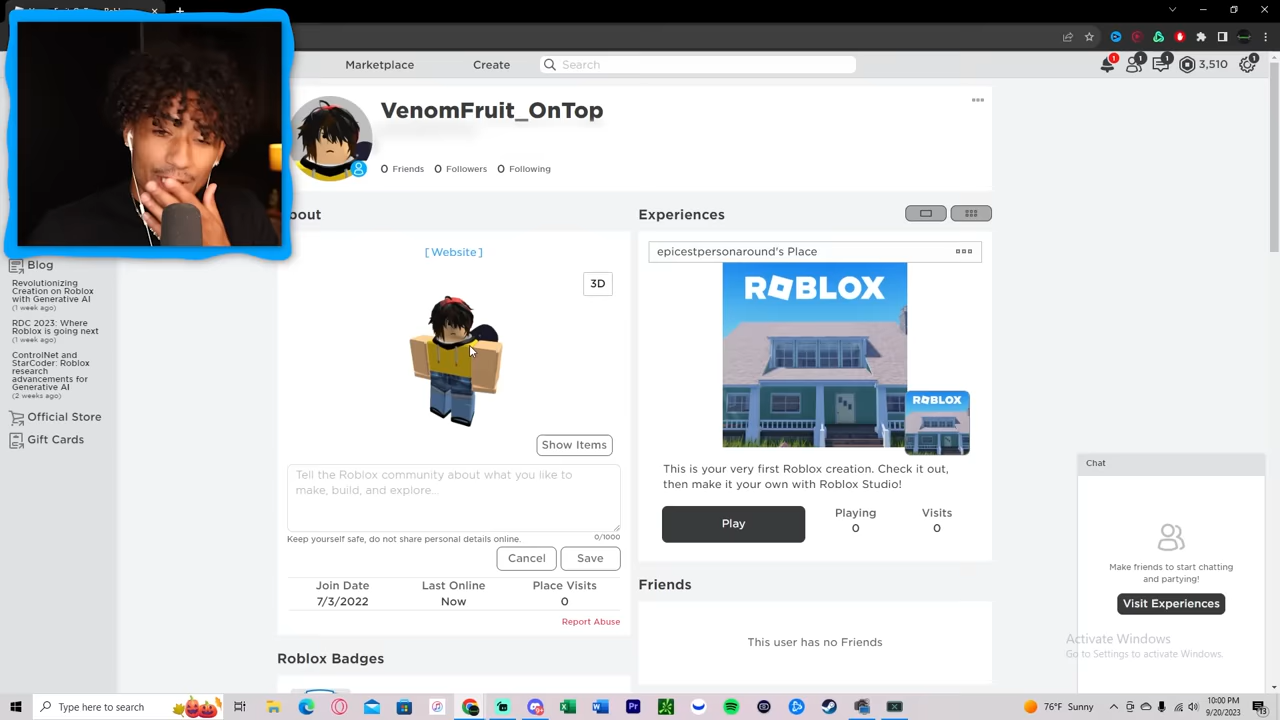 Marketplace
Create
Search
1
1
1
3,510
1
VenomFruit_OnTop
0 Friends 0 Followers 0 Following
bout
[ Website ]
3D
Show Items
Tell the Roblox community about what you like to
make, build, and explore...
Keep yourself safe, do not share personal details online.
0/1000
Cancel
Save
Join Date
7/3/2022
Last Online
Now
Place Visits
0
Report Abuse
Roblox Badges
Experiences
epicestpersonaround's Place
ROBLOX
ROBLOX
This is your very first Roblox creation. Check it out,
then make it your own with Roblox Studio!
Play
Playing
0
Visits
0
Friends
This user has no Friends
Blog
Revolutionizing
Creation on Roblox
with Generative AI
(1 week ago)
RDC 2023: Where
Roblox is going next
(1 week ago)
ControlNet and
StarCoder: Roblox
research
advancements for
Generative AI
(2 weeks ago)
Official Store
Gift Cards
Chat
Make friends to start chatting
and partying!
Visit Experiences
Activate Windows
Go to Settings to activate Windows.
Type here to search
76°F Sunny
10:00 PM
9/20/2023